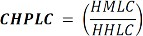 CHPLC = (HMLC/HHLC)